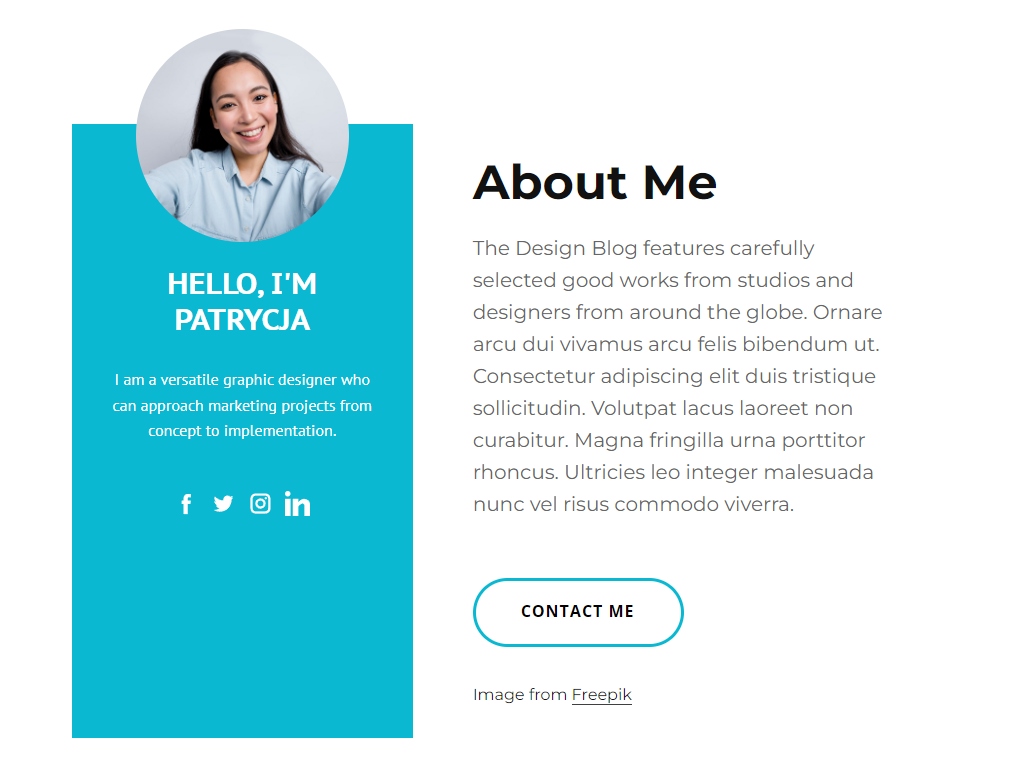 HELLO, I'M
PATRYCJA
I am a versatile graphic designer who
can approach marketing projects from
concept to implementation.
About Me
The Design Blog features carefully
selected good works from studios and
designers from around the globe. Ornare
arcu dui vivamus arcu felis bibendum ut.
Consectetur adipiscing elit duis tristique
sollicitudin. Volutpat lacus laoreet non
curabitur. Magna fringilla urna porttitor
rhoncus. Ultricies leo integer malesuada
nunc vel risus commodo viverra.
CONTACT ME
Image from Freepik